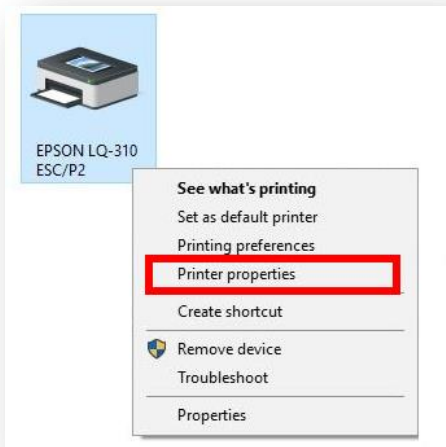 EPSON LQ-310
ESC/P2
See what's printing
Set as default printer
Printing preferences
Printer properties
Create shortcut
Remove device
Troubleshoot
Properties